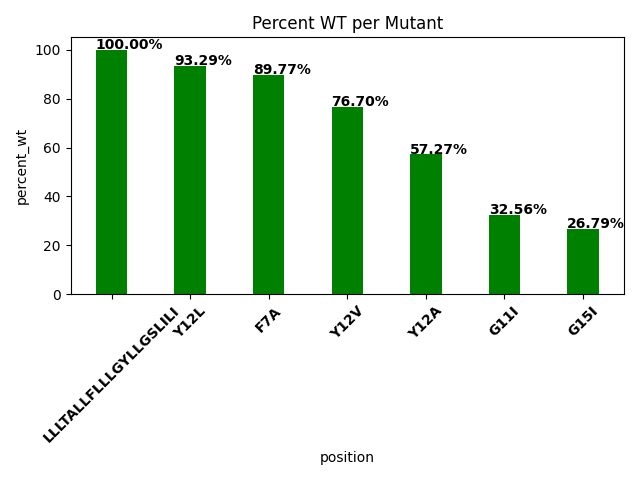 Percent WT per Mutant
percent_wt
100
80
60
40
20
0
100.00%
93.29%
89.77%
76.70%
57.27%
32.56%
26.79%
LLLTALLFLLLGYLLGSLILI
Y12L
F7A
Y12V
Y12A
G11I
G15I
position